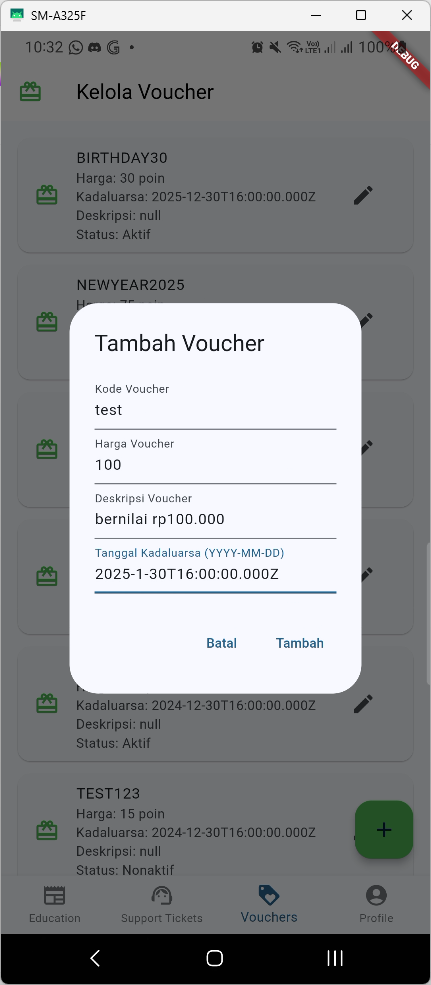 SM-A325F
10:32
100%
DEBUG
Kelola Voucher
BIRTHDAY30
Harga: 30 poin
Kadaluarsa: 2025-12-30T16:00:00.000Z
Deskripsi: null
Status: Aktif
NEWYEAR2025
Harga: 75 poin
Tambah Voucher
Kode Voucher
test
Harga Voucher
100
Deskripsi Voucher
bernilai rp100.000
Tanggal Kadaluarsa (YYYY-MM-DD)
2025-1-30T16:00:00.000Z
Batal Tambah
Kadaluarsa: 2024-12-30T16:00:00.000Z
Deskripsi: null
Status: Aktif
TEST123
Harga: 15 poin
Kadaluarsa: 2024-12-30T16:00:00.000Z
Deskripsi: null
Status: Nonaktif
Education Support Tickets Vouchers Profile